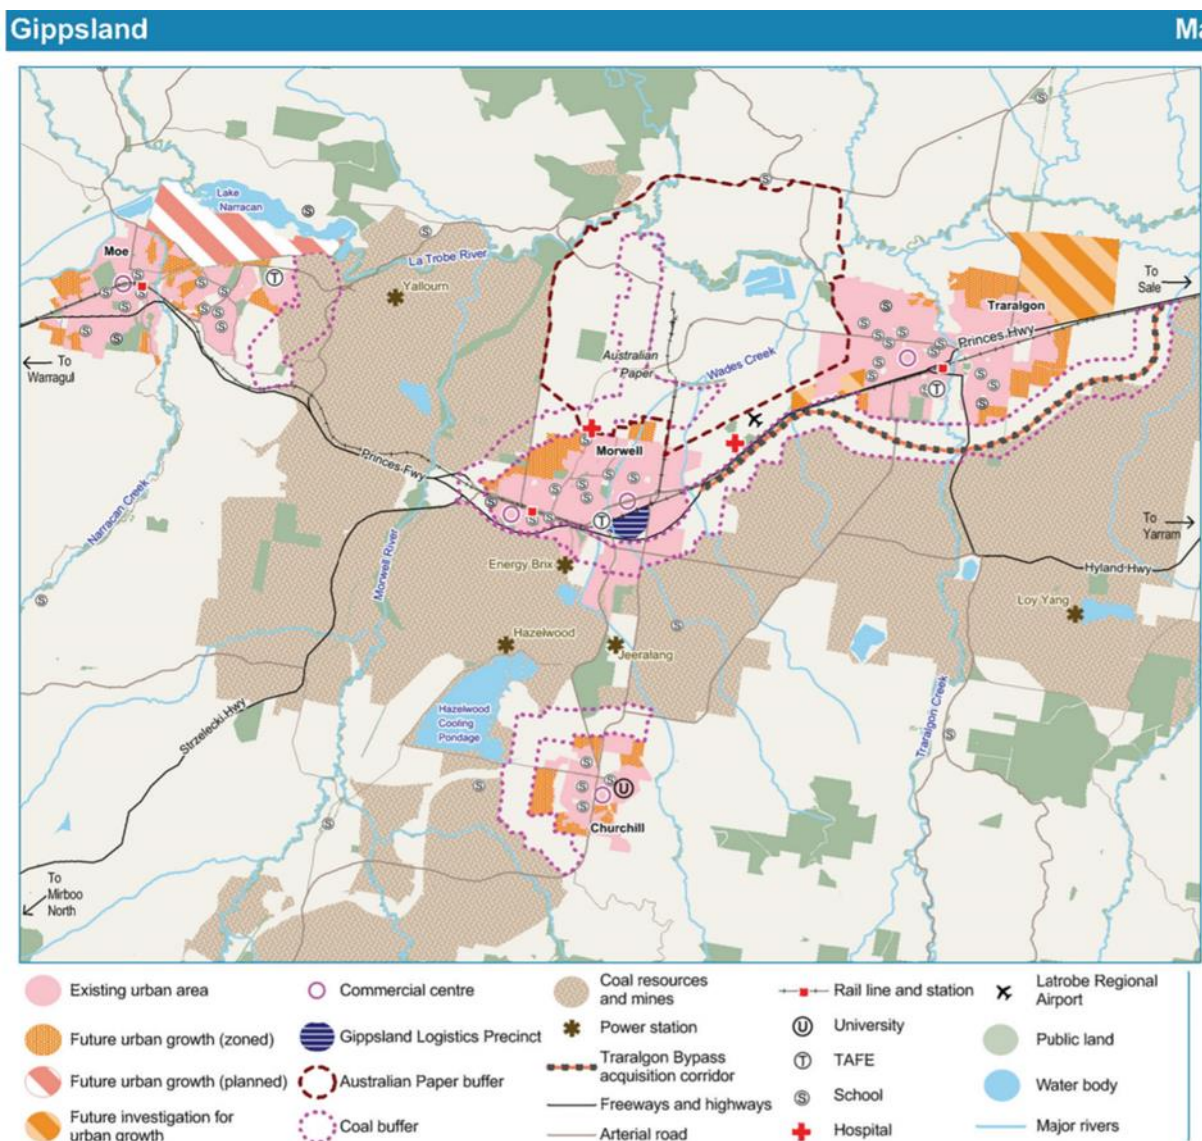 Gippsland
Ma
Lake
Narracan
Moe
La Trobe River
Yallourn
To
Sale
Traralgon
Princes Hwy
To
Warragul
Australian
Paper
Wades Creek
Morwell
Princes Fwy
Narracan Creek
Morwell River
To
Yarram
Energy Brix
Hyland Hwy
Loy Yang
Hazelwood
Jeeralang
Hazelwood
Cooling
Pondage
Strzelecki Hwy
Traralgon Creek
Churchill
To
Mirboo
North
Existing urban area
Future urban growth (zoned)
Future urban growth (planned)
Future investigation for
urban growth
Commercial centre
Gippsland Logistics Precinct
Australian Paper buffer
Coal buffer
Coal resources
and mines
Power station
Traralgon Bypass
acquisition corridor
Freeways and highways
Arterial road
Rail line and station
U University
T TAFE
S School
Hospital
Latrobe Regional
Airport
Public land
Water body
Major rivers